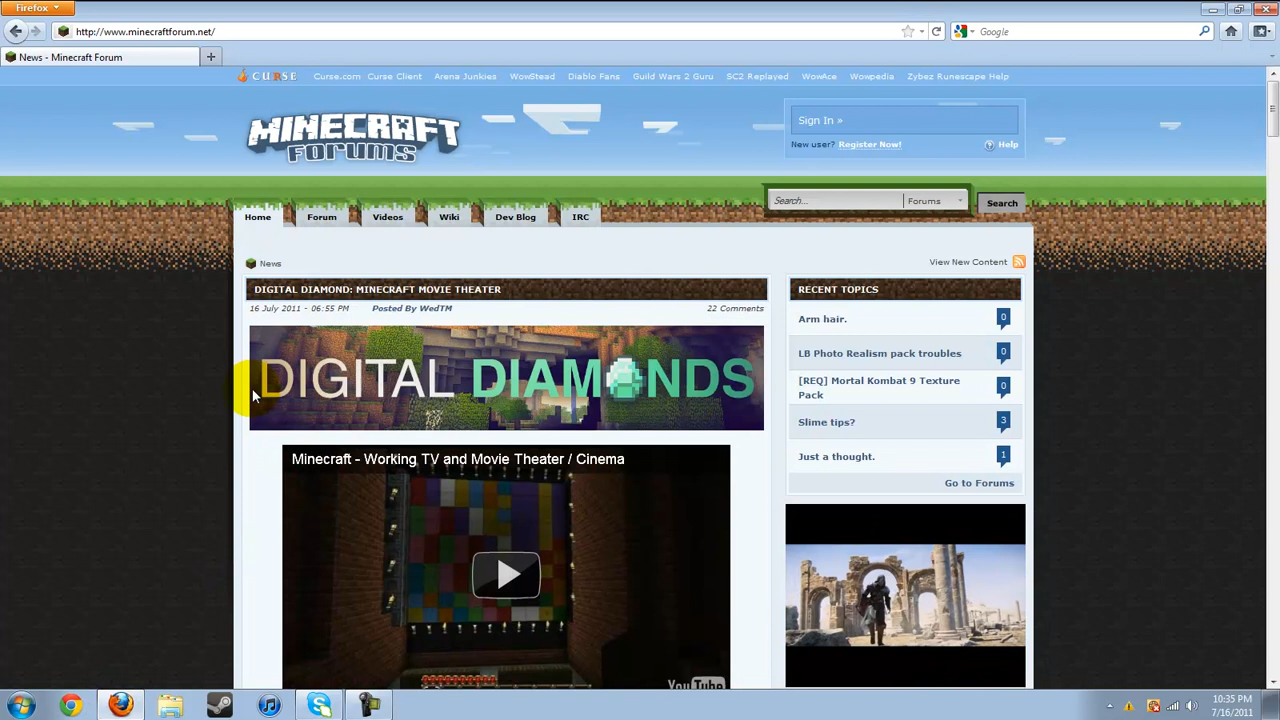 Firefox
http://www.minecraftforum.net/
Google
News - Minecraft Forum
CURSE
Curse.com Curse Client Arena Junkies WowStead Diablo Fans Guild Wars 2 Guru SC2 Replayed WowAce Wowpedia Zybez Runescape Help
MINECRAFT
FORUMS
Sign In »
New user? Register Now!
Help
Search...
Forums
Search
Home Forum Videos Wiki Dev Blog IRC
News
View New Content
DIGITAL DIAMOND: MINECRAFT MOVIE THEATER
16 July 2011 - 06:55 PM Posted By WedTM 22 Comments
DIGITAL DIAMONDS
Minecraft - Working TV and Movie Theater / Cinema
YouTube
RECENT TOPICS
Arm hair. 0
LB Photo Realism pack troubles 0
[REQ] Mortal Kombat 9 Texture
Pack 0
Slime tips? 3
Just a thought. 1
Go to Forums
10:35 PM
7/16/2011